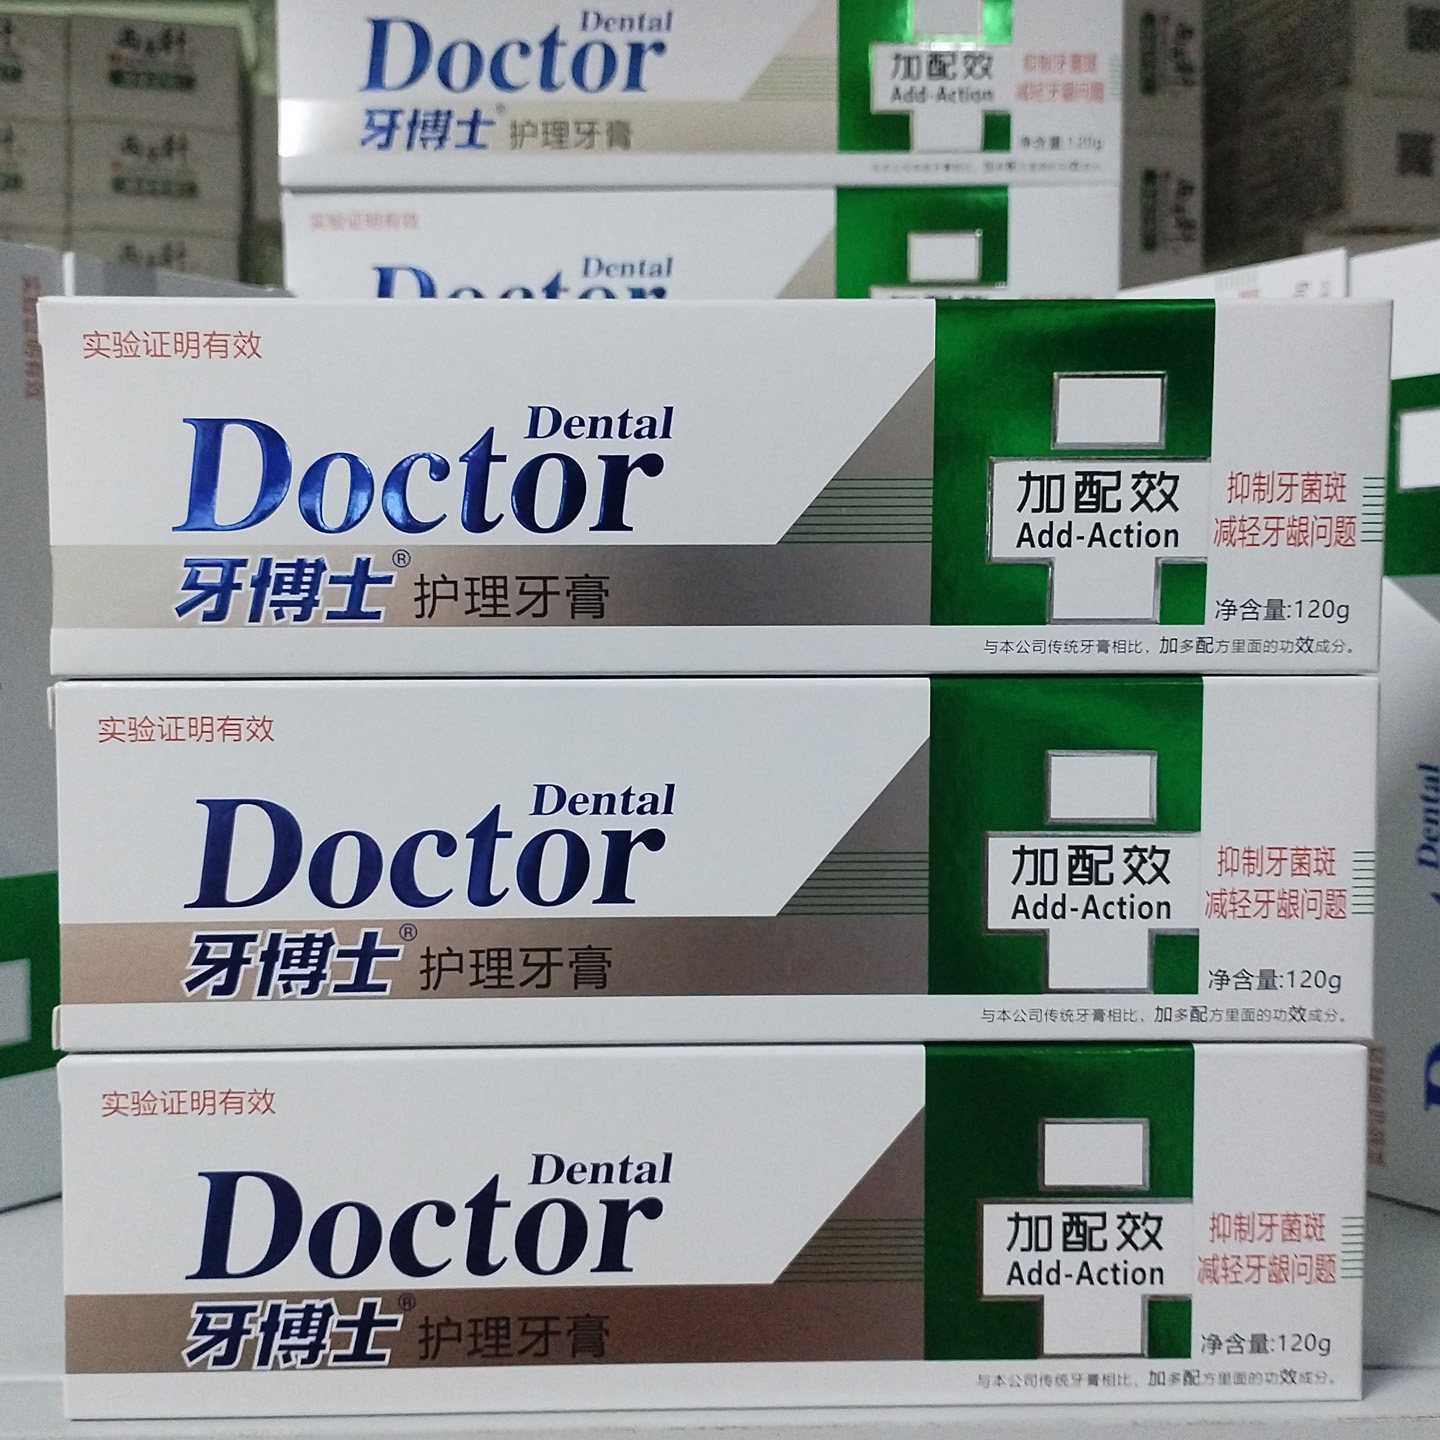 Dental
Doctor
牙博士® 护理牙膏
加配效
Add-Action
抑制牙菌斑
减轻牙龈问题
净含量:120g
实验证明有效
Dental
Doctor
实验证明有效
Dental
Doctor
牙博士® 护理牙膏
加配效
Add-Action
抑制牙菌斑
减轻牙龈问题
净含量:120g
与本公司传统牙膏相比，加多配方里面的功效成分。
实验证明有效
Dental
Doctor
牙博士® 护理牙膏
加配效
Add-Action
抑制牙菌斑
减轻牙龈问题
净含量:120g
与本公司传统牙膏相比、加多配方里面的功效成分。
实验证明有效
Dental
Doctor
牙博士® 护理牙膏
加配效
Add-Action
抑制牙菌斑
减轻牙龈问题
净含量:120g
与本公司传统牙膏相比、加多配方里面的功效成分。
Dental